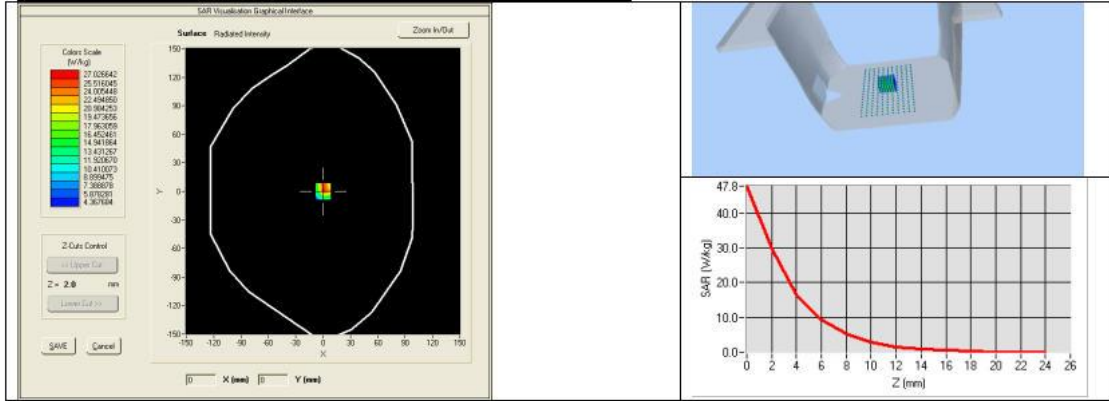 SAR Visualisation Graphical Interface
Surface Radiated Intensity
Zoom In/Out
Colors Scale
(W/kg)
27.026642
25.516045
24.005448
22.494850
20.984253
19.473656
17.963059
16.452461
14.941864
13.431267
11.920670
10.410073
8.899475
7.388878
5.878281
4.367684
Z-Cuts Control
<< Upper Cut
Z = 2.0 mm
Lower Cut >>
SAVE Cancel
150
120
90
60
30
0
-30
-60
-90
-120
-150
Y
-150 -120 -90 -60 -30 0 30 60 90 120 150
X
0 X (mm) 0 Y (mm)
47.8
40.0
30.0
20.0
10.0
0.0
SAR (W/kg)
0 2 4 6 8 10 12 14 16 18 20 22 24 26
Z (mm)